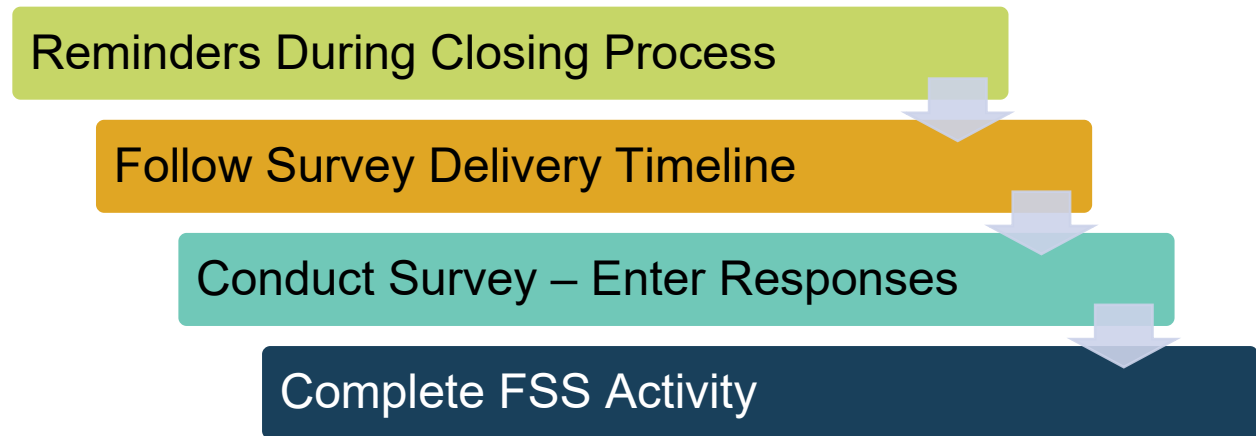 Reminders During Closing Process
Follow Survey Delivery Timeline
Conduct Survey – Enter Responses
Complete FSS Activity